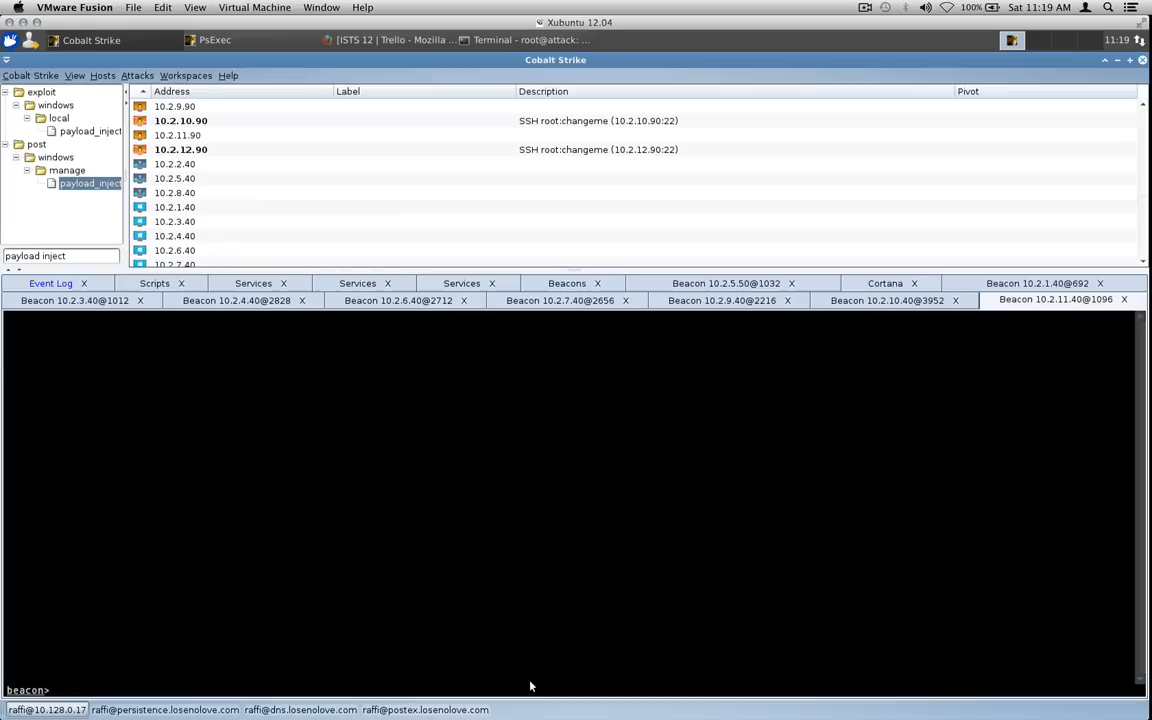 VMware Fusion File Edit View Virtual Machine Window Help 100% Sat 11:19 AM
Xubuntu 12.04
Cobalt Strike PsExec [ISTS 12 | Trello - Mozilla ... Terminal - root@attack: ... 11:19
Cobalt Strike
Cobalt Strike View Hosts Attacks Workspaces Help
exploit
windows
local
payload_inject
post
windows
manage
payload_inject
payload inject
Address Label Description Pivot
10.2.9.90
10.2.10.90 SSH root:changeme (10.2.10.90:22)
10.2.11.90
10.2.12.90 SSH root:changeme (10.2.12.90:22)
10.2.2.40
10.2.5.40
10.2.8.40
10.2.1.40
10.2.3.40
10.2.4.40
10.2.6.40
10.2.7.40
Event Log X Scripts X Services X Services X Services X Beacons X Beacon 10.2.5.50@1032 X Cortana X Beacon 10.2.1.40@692 X
Beacon 10.2.3.40@1012 X Beacon 10.2.4.40@2828 X Beacon 10.2.6.40@2712 X Beacon 10.2.7.40@2656 X Beacon 10.2.9.40@2216 X Beacon 10.2.10.40@3952 X Beacon 10.2.11.40@1096 X
beacon>
raffi@10.128.0.17 raffi@persistence.losenolove.com raffi@dns.losenolove.com raffi@postex.losenolove.com